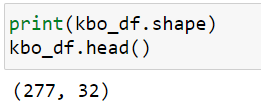 print(kbo_df.shape)
kbo_df.head()
(277, 32)